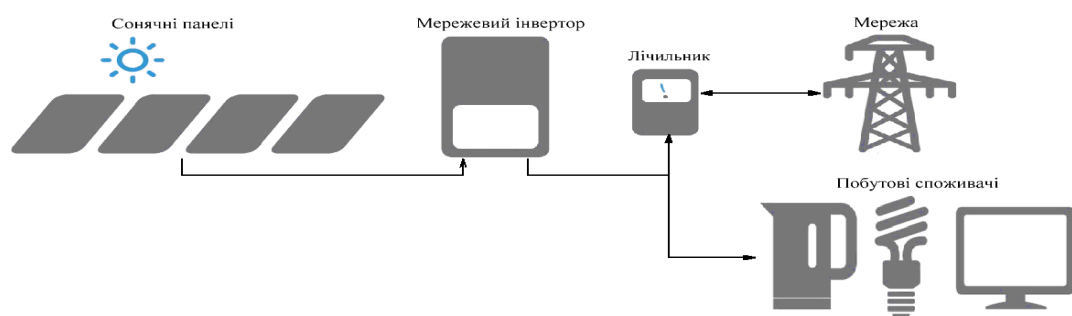 Сонячні панелі
Мережевий інвертор
Лічильник
Мережа
Побутові споживачі